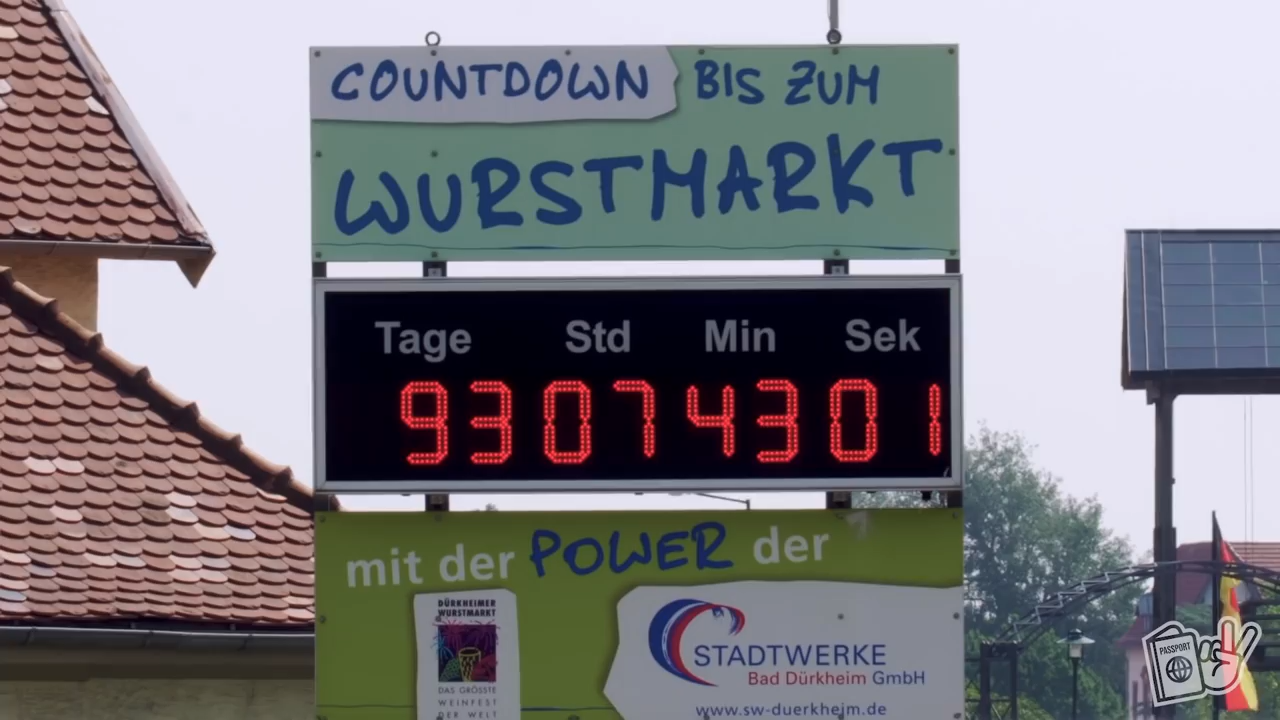 COUNTDOWN BIS ZUM
WURSTMARKT
Tage Std Min Sek
93 07 43 01
mit der POWER der
DÜRKHEIMER
WURSTMARKT
DAS GRÖSSTE
WEINFEST
DER WELT
STADTWERKE
Bad Dürkheim GmbH
www.sw-duerkheim.de
PASSPORT